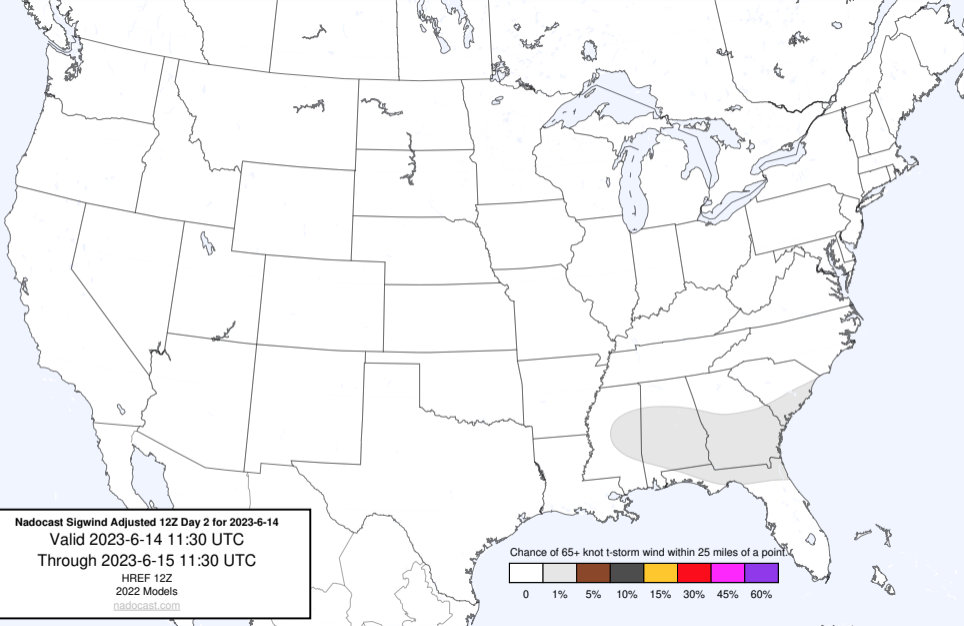 Nadocast Sigwind Adjusted 12Z Day 2 for 2023-6-14
Valid 2023-6-14 11:30 UTC
Through 2023-6-15 11:30 UTC
HREF 12Z
2022 Models
nadocast.com
Chance of 65+ knot t-storm wind within 25 miles of a point.
0 1% 5% 10% 15% 30% 45% 60%